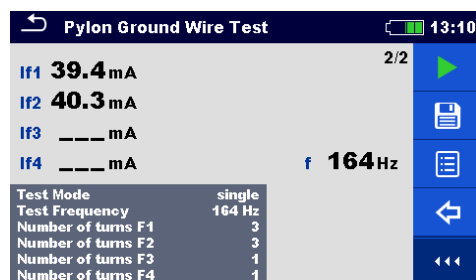 Pylon Ground Wire Test 13:10
2/2
If1 39.4 mA
If2 40.3 mA
If3 ___ mA
If4 ___ mA f 164 Hz
Test Mode single
Test Frequency 164 Hz
Number of turns F1 3
Number of turns F2 3
Number of turns F3 1
Number of turns F4 1